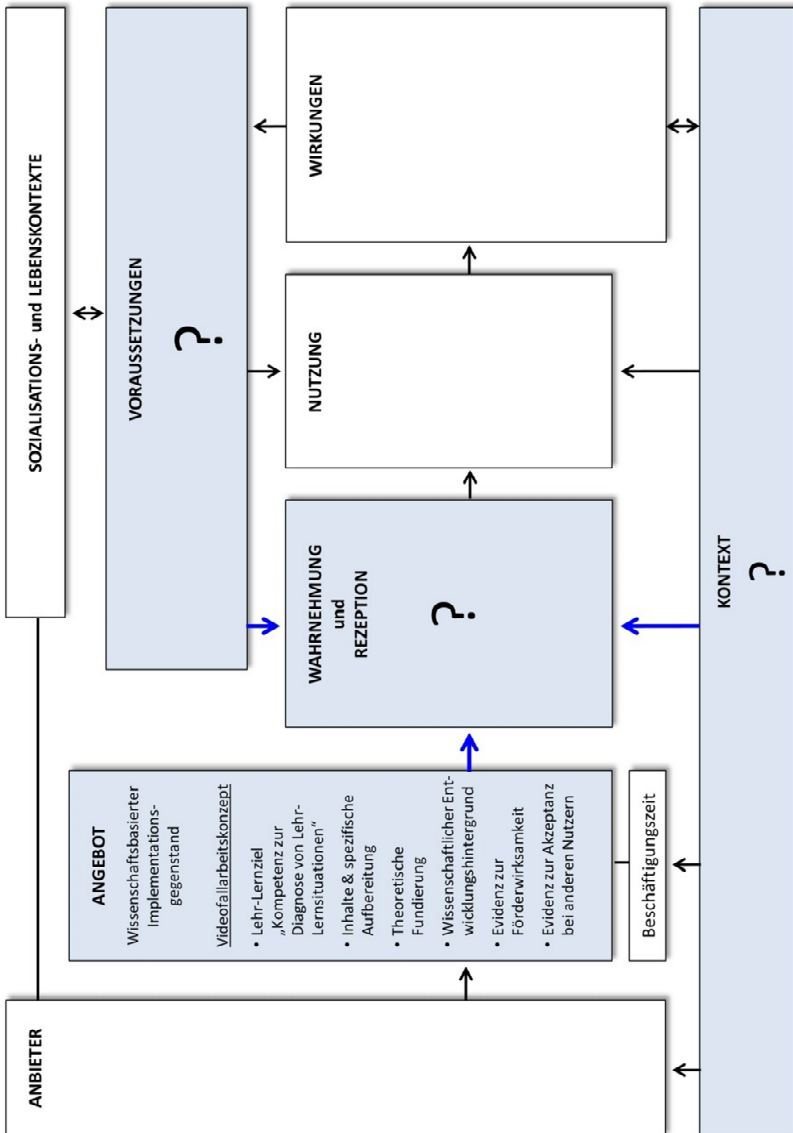 SOZIALISATIONS- und LEBENSKONTEXTE
VORAUSSETZUNGEN
?
ANBIETER
ANGEBOT
Wissenschaftsbasierter
Implementations-
gegenstand
Videofallarbeitskonzept
• Lehr-Lernziel
„Kompetenz zur
Diagnose von Lehr-
Lernsituationen“
• Inhalte & spezifische
Aufbereitung
• Theoretische
Fundierung
• Wissenschaftlicher Ent-
wicklungshintergrund
• Evidenz zur
Förderwirksamkeit
• Evidenz zur Akzeptanz
bei anderen Nutzern
Beschäftigungszeit
WAHRNEHMUNG
und
REZEPTION
?
NUTZUNG
WIRKUNGEN
KONTEXT
?